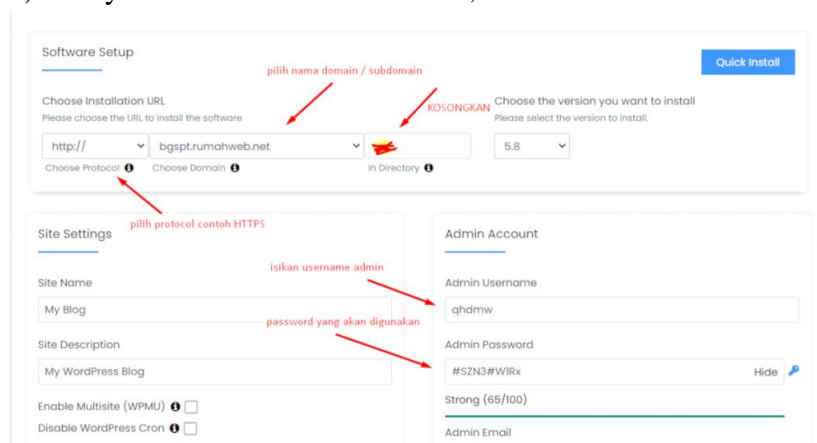 Software Setup
Quick Install
pilih nama domain / subdomain
Choose Installation URL
Please choose the URL to install the software
KOSONGKAN
Choose the version you want to install
Please select the version to install.
http://
bgspt.rumahweb.net
5.8
Choose Protocol
Choose Domain
In Directory
pilih protocol contoh HTTPS
Site Settings
Admin Account
isikan username admin
Site Name
My Blog
Admin Username
qhdmw
password yang akan digunakan
Site Description
My WordPress Blog
Admin Password
#SZN3#W1Rx
Hide
Strong (65/100)
Enable Multisite (WPMU)
Disable WordPress Cron
Admin Email